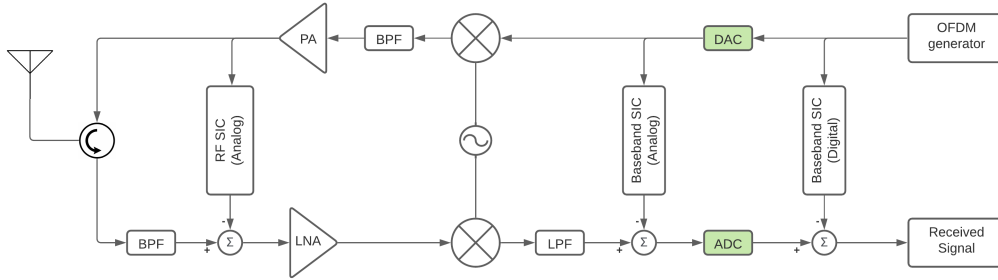 PA
BPF
DAC
OFDM
generator
RF SIC
(Analog)
Baseband SIC
(Analog)
Baseband SIC
(Digital)
-
-
-
BPF
+
Σ
LNA
LPF
+
Σ
ADC
+
Σ
Received
Signal